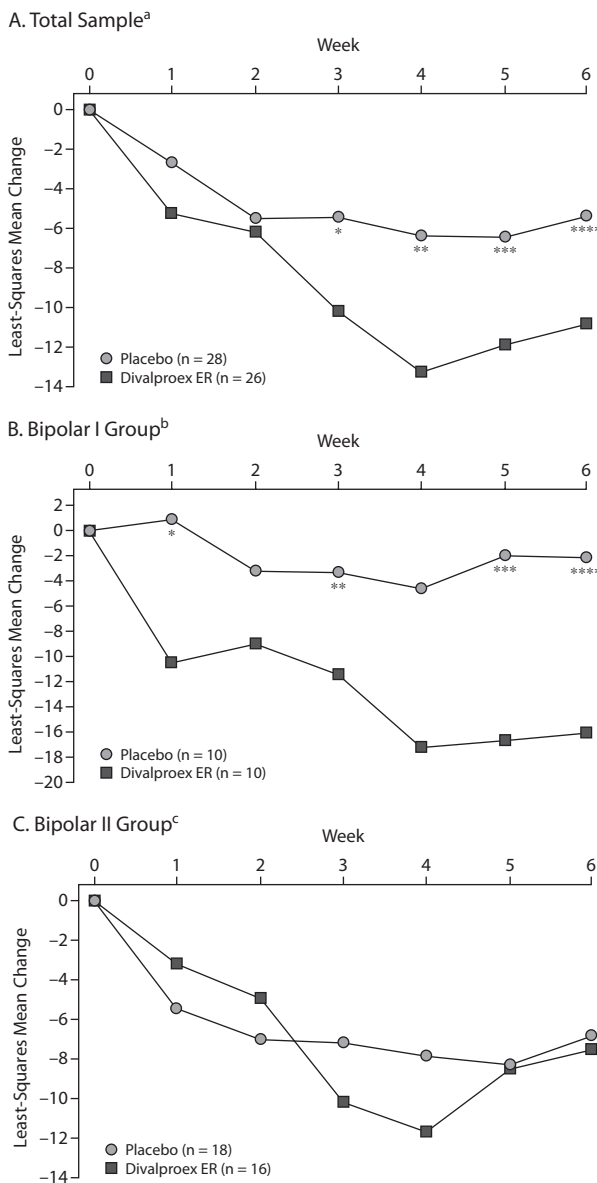 A. Total Sampleᵃ
Week
0 1 2 3 4 5 6
Least-Squares Mean Change
0
−2
−4
−6
−8
−10
−12
−14
* ** *** ****
Placebo (n = 28)
Divalproex ER (n = 26)
B. Bipolar I Groupᵇ
Week
0 1 2 3 4 5 6
Least-Squares Mean Change
2
0
−2
−4
−6
−8
−10
−12
−14
−16
−18
−20
* ** *** ****
Placebo (n = 10)
Divalproex ER (n = 10)
C. Bipolar II Groupᶜ
Week
0 1 2 3 4 5 6
Least-Squares Mean Change
0
−2
−4
−6
−8
−10
−12
−14
Placebo (n = 18)
Divalproex ER (n = 16)